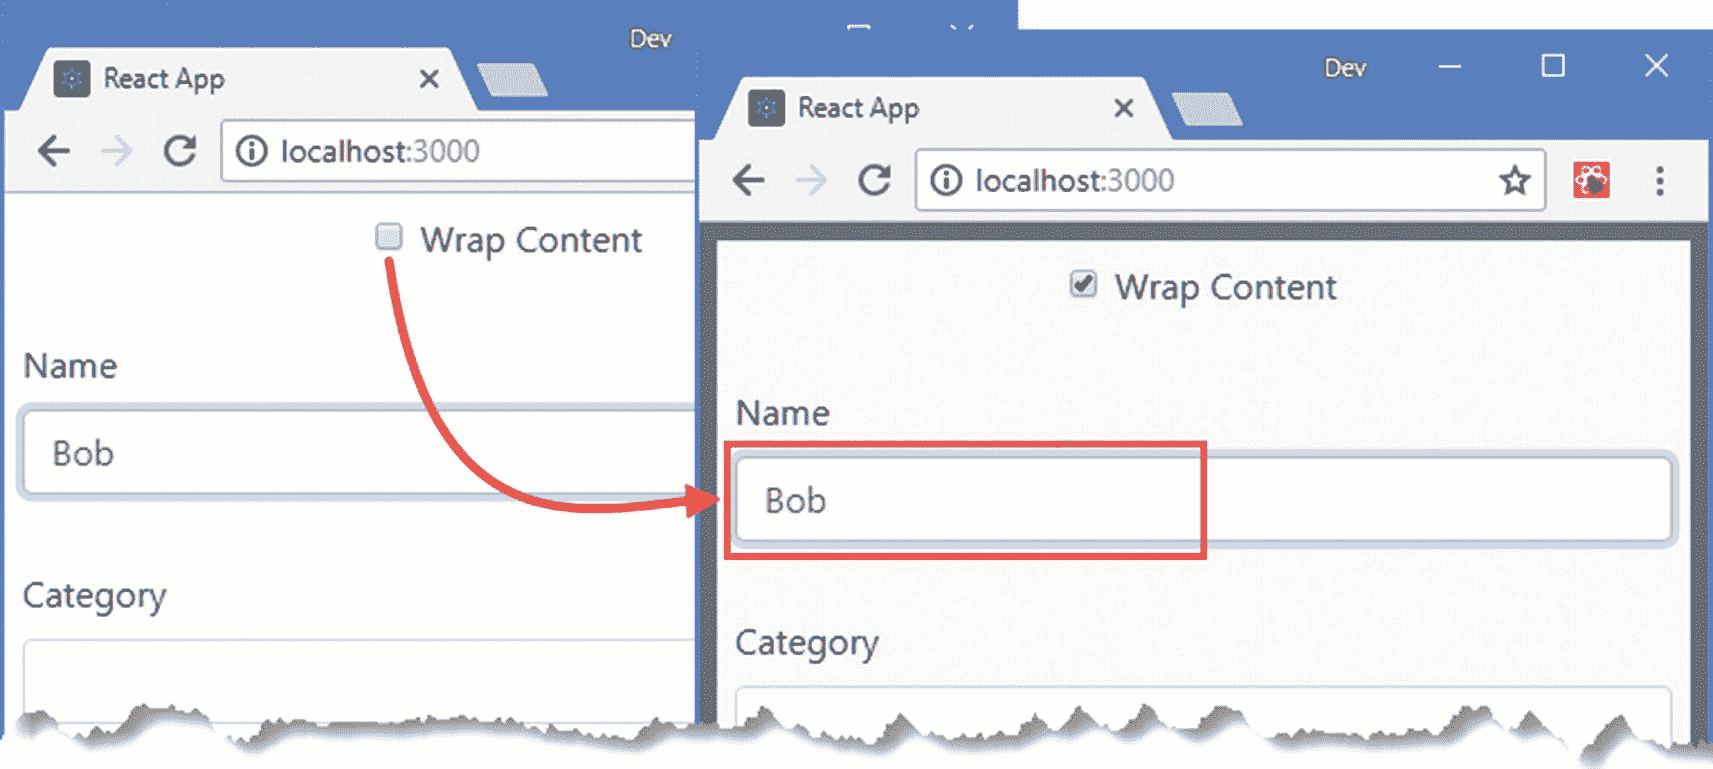 Dev
React App
localhost:3000
Wrap Content
Name
Bob
Category
Dev
React App
localhost:3000
Wrap Content
Name
Bob
Category